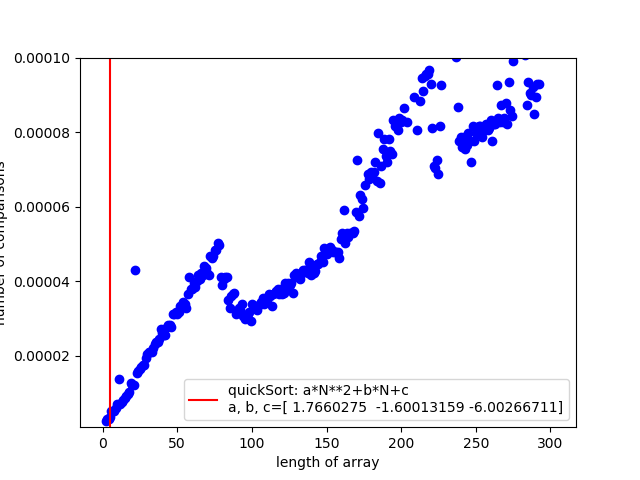 0.00010
0.00008
0.00006
0.00004
0.00002
0 50 100 150 200 250 300
length of array
of comparisons
quickSort: a*N**2+b*N+c
a, b, c=[ 1.7660275 -1.60013159 -6.00266711]